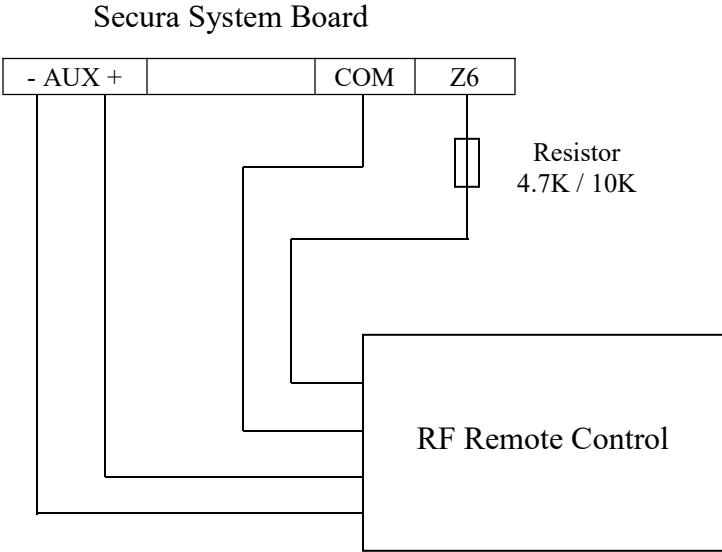 Secura System Board
- AUX +
COM
Z6
Resistor
4.7K / 10K
RF Remote Control